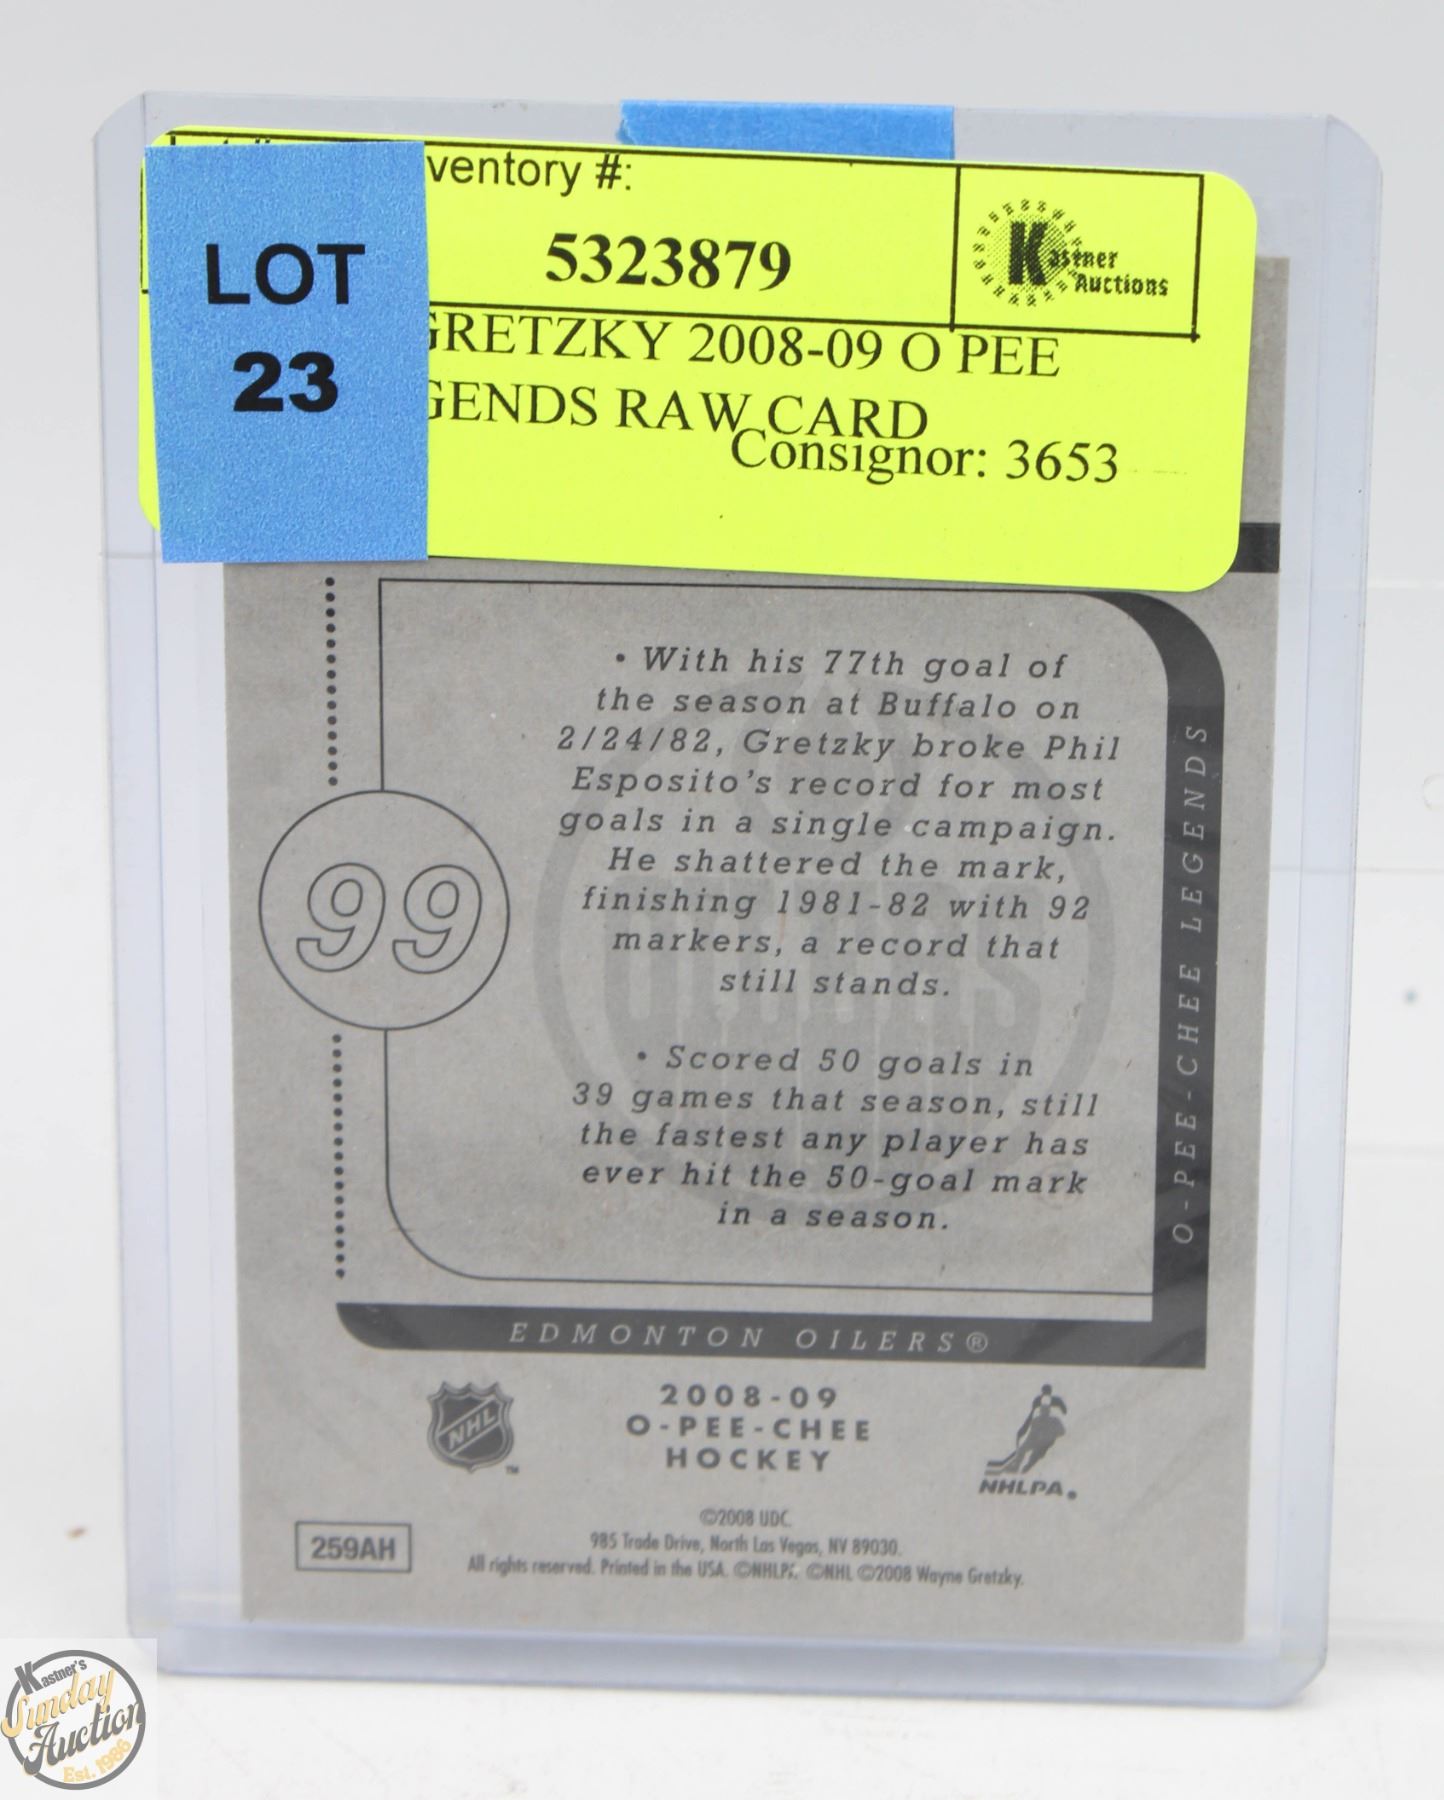 ventory #:
LOT
23
5323879
Kastner
Auctions
GRETZKY 2008-09 O PEE
GENDS RAW CARD
Consignor: 3653
• With his 77th goal of
the season at Buffalo on
2/24/82, Gretzky broke Phil
Esposito's record for most
goals in a single campaign.
He shattered the mark,
finishing 1981-82 with 92
markers, a record that
still stands.
99
OILERS
• Scored 50 goals in
39 games that season, still
the fastest any player has
ever hit the 50-goal mark
in a season.
O-PEE-CHEE LEGENDS
EDMONTON OILERS®
NHL
TM
2008-09
O-PEE-CHEE
HOCKEY
NHLPA®
©2008 UDC.
985 Trade Drive, North Las Vegas, NV 89030.
All rights reserved. Printed in the USA. ©NHLPA. ©NHL ©2008 Wayne Gretzky.
259AH
Kastner's
Sunday
Auction
Est. 1986